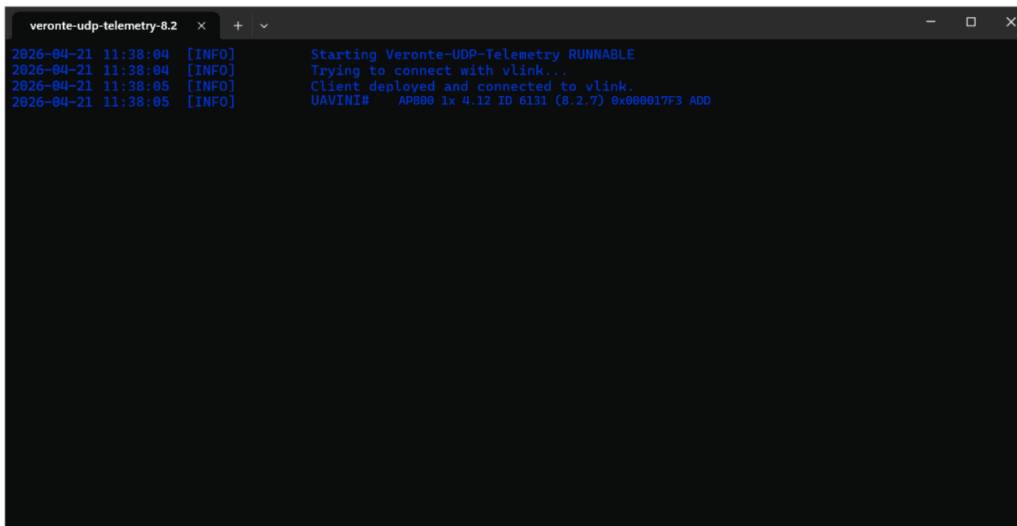 veronte-udp-telemetry-8.2
2026-04-21 11:38:04 [INFO] Starting Veronte-UDP-Telemetry RUNNABLE
2026-04-21 11:38:04 [INFO] Trying to connect with vlink...
2026-04-21 11:38:05 [INFO] Client deployed and connected to vlink.
2026-04-21 11:38:05 [INFO] UAVINI# AP800 1x 4.12 ID 6131 (8.2.7) 0x000017F3 ADD